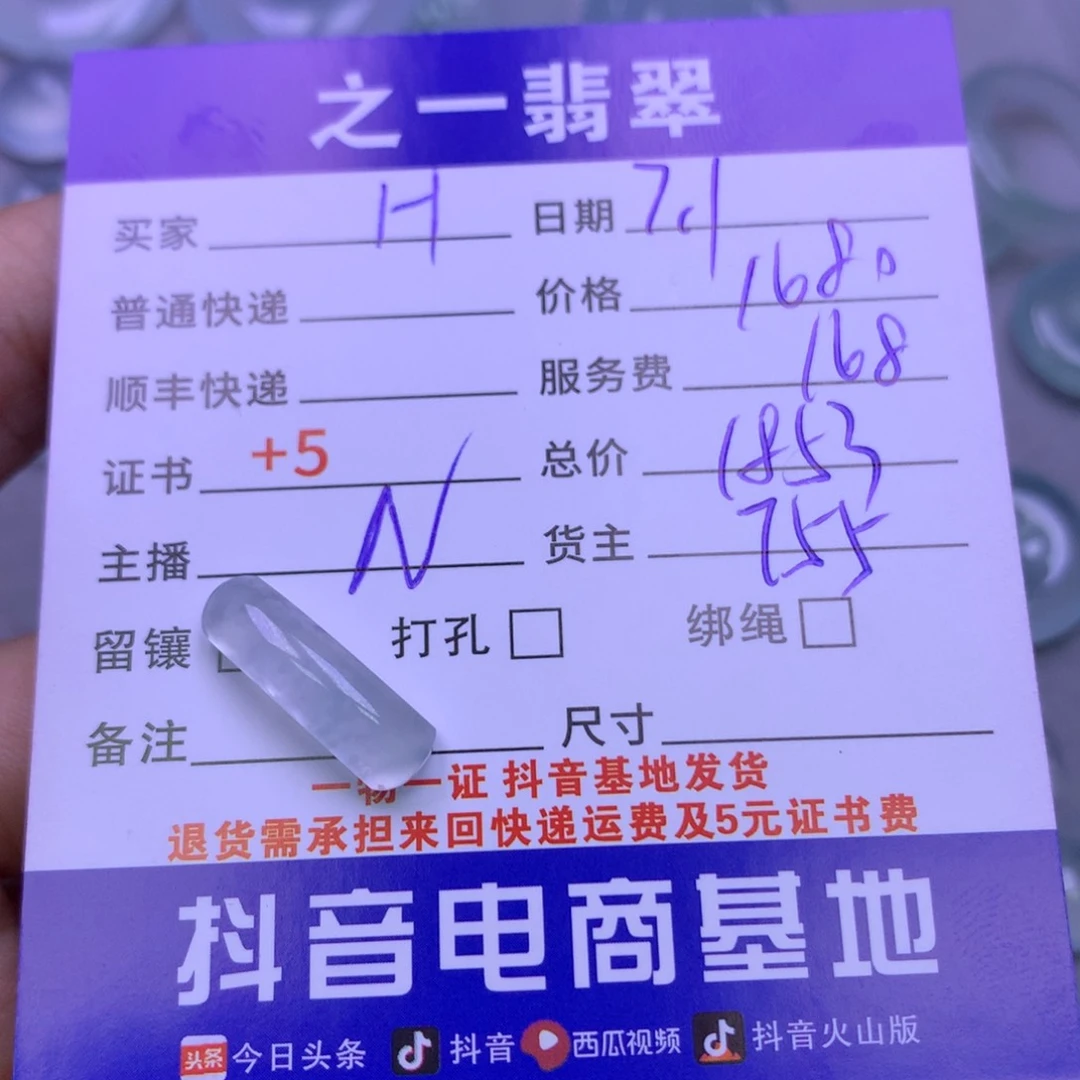 之一翡翠
买家 H 日期 7.1
普通快递 价格 1680
顺丰快递 服务费 168
证书 +5 总价 1853
主播 N 货主 755
留镶 打孔 绑绳
备注 尺寸
一物一证 抖音基地发货
退货需承担来回快递运费及5元证书费
抖音电商基地
头条 今日头条 抖音 西瓜视频 抖音火山版